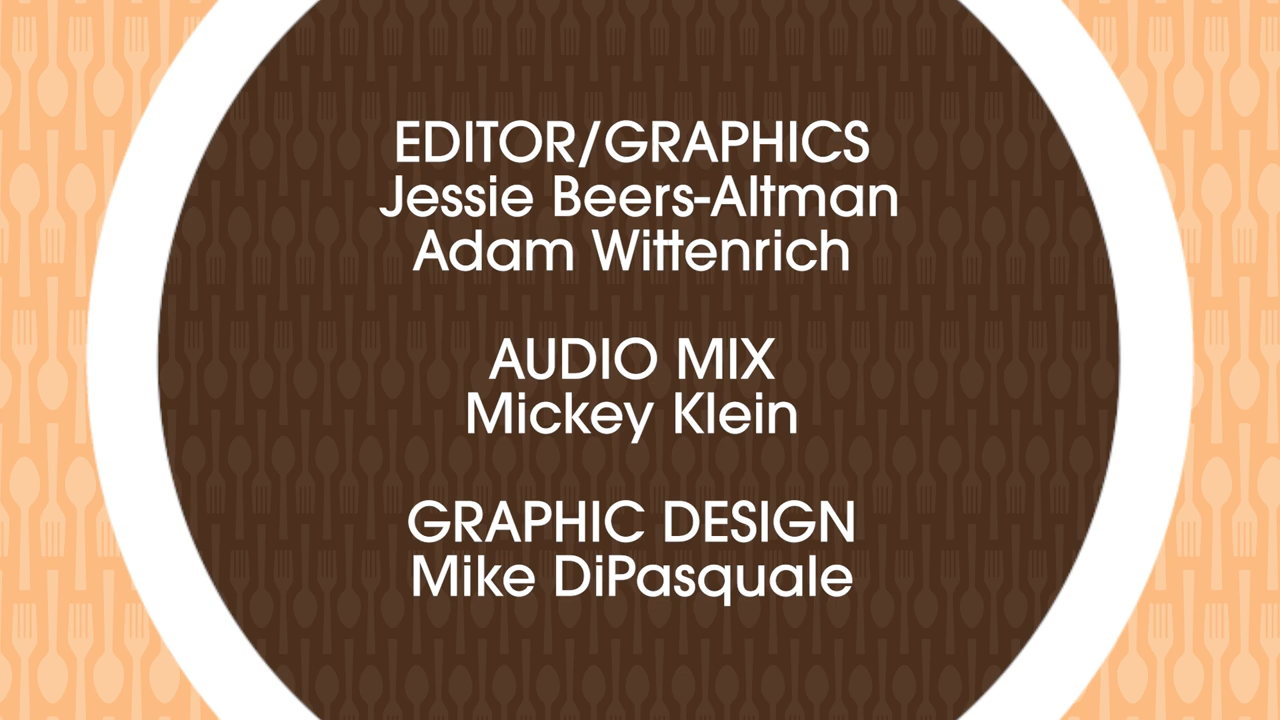 EDITOR/GRAPHICS
Jessie Beers-Altman
Adam Wittenrich
AUDIO MIX
Mickey Klein
GRAPHIC DESIGN
Mike DiPasquale